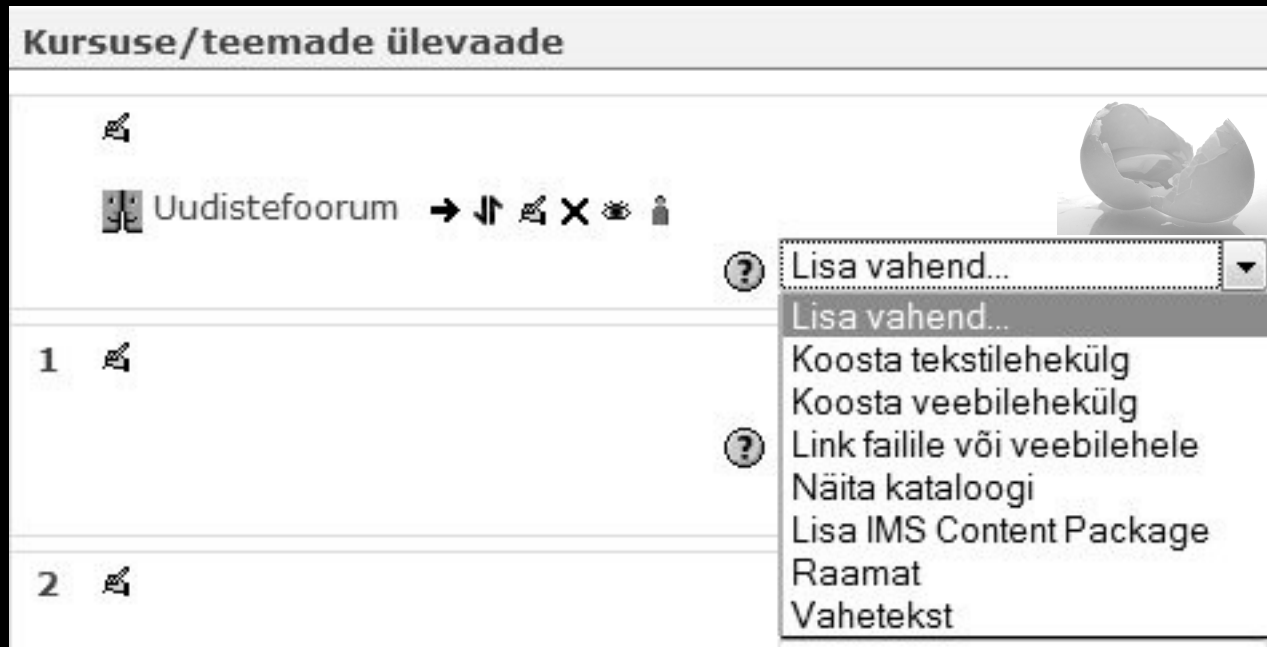 Kursuse/teemade ülevaade
Uudistefoorum
Lisa vahend...
Lisa vahend...
1
Koosta tekstilehekülg
Koosta veebilehekülg
Link failile või veebilehele
Näita kataloogi
Lisa IMS Content Package
Raamat
2
Vahetekst